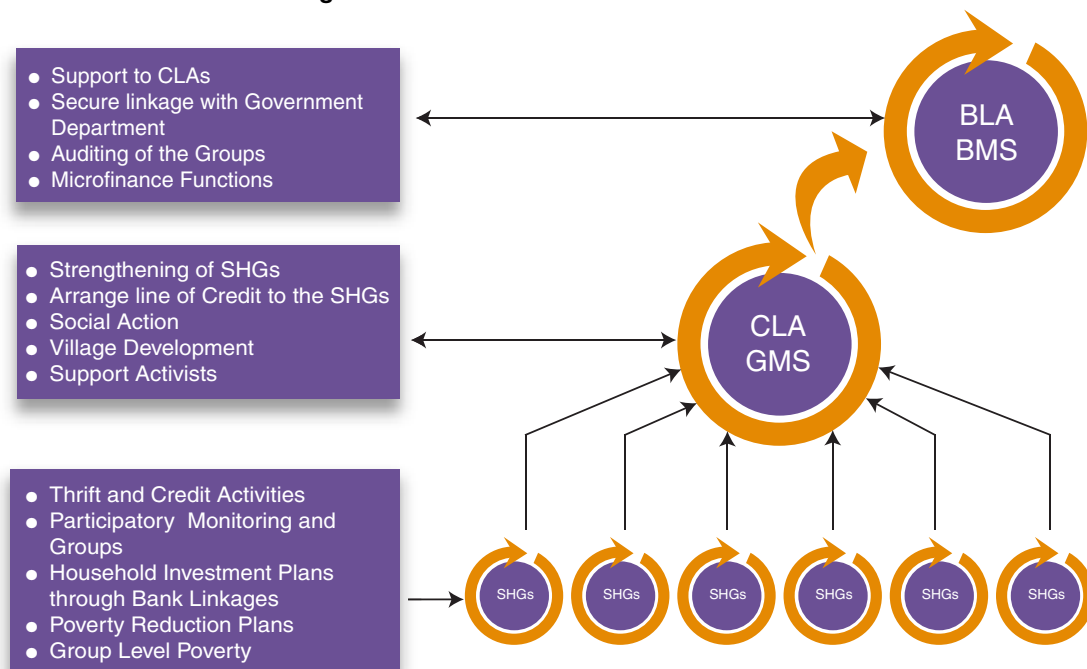 ● Support to CLAs
● Secure linkage with Government
Department
● Auditing of the Groups
● Microfinance Functions
BLA
BMS
● Strengthening of SHGs
● Arrange line of Credit to the SHGs
● Social Action
● Village Development
● Support Activists
CLA
GMS
● Thrift and Credit Activities
● Participatory Monitoring and
Groups
● Household Investment Plans
through Bank Linkages
● Poverty Reduction Plans
● Group Level Poverty
SHGs
SHGs
SHGs
SHGs
SHGs
SHGs